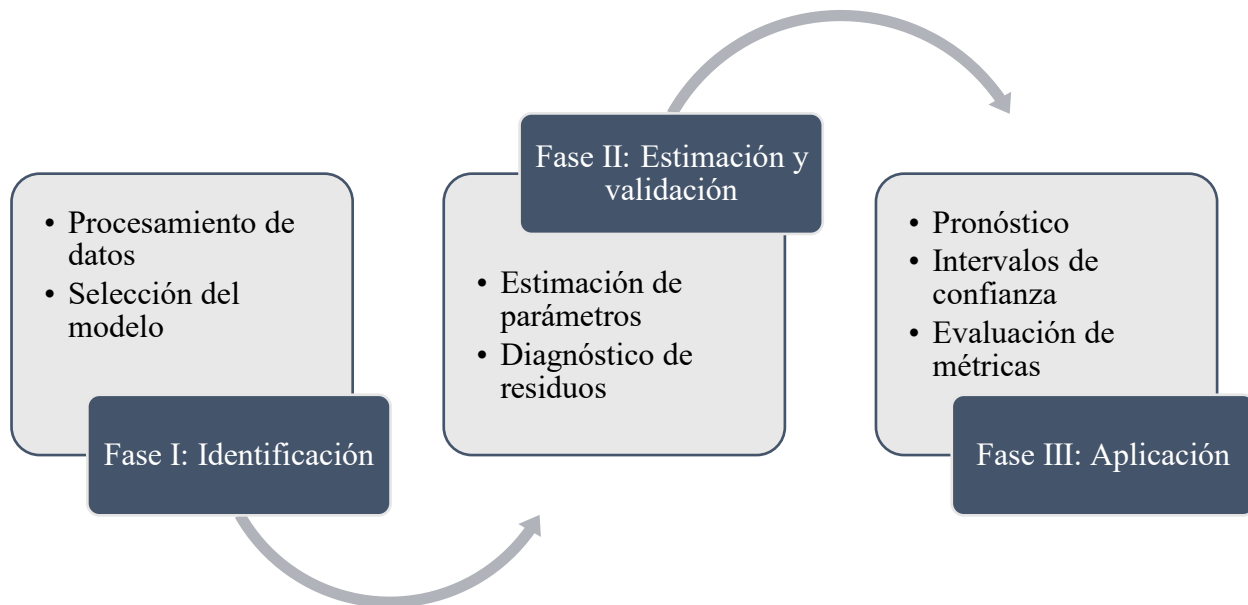 • Procesamiento de
datos
• Selección del
modelo
Fase I: Identificación
Fase II: Estimación y
validación
• Estimación de
parámetros
• Diagnóstico de
residuos
• Pronóstico
• Intervalos de
confianza
• Evaluación de
métricas
Fase III: Aplicación